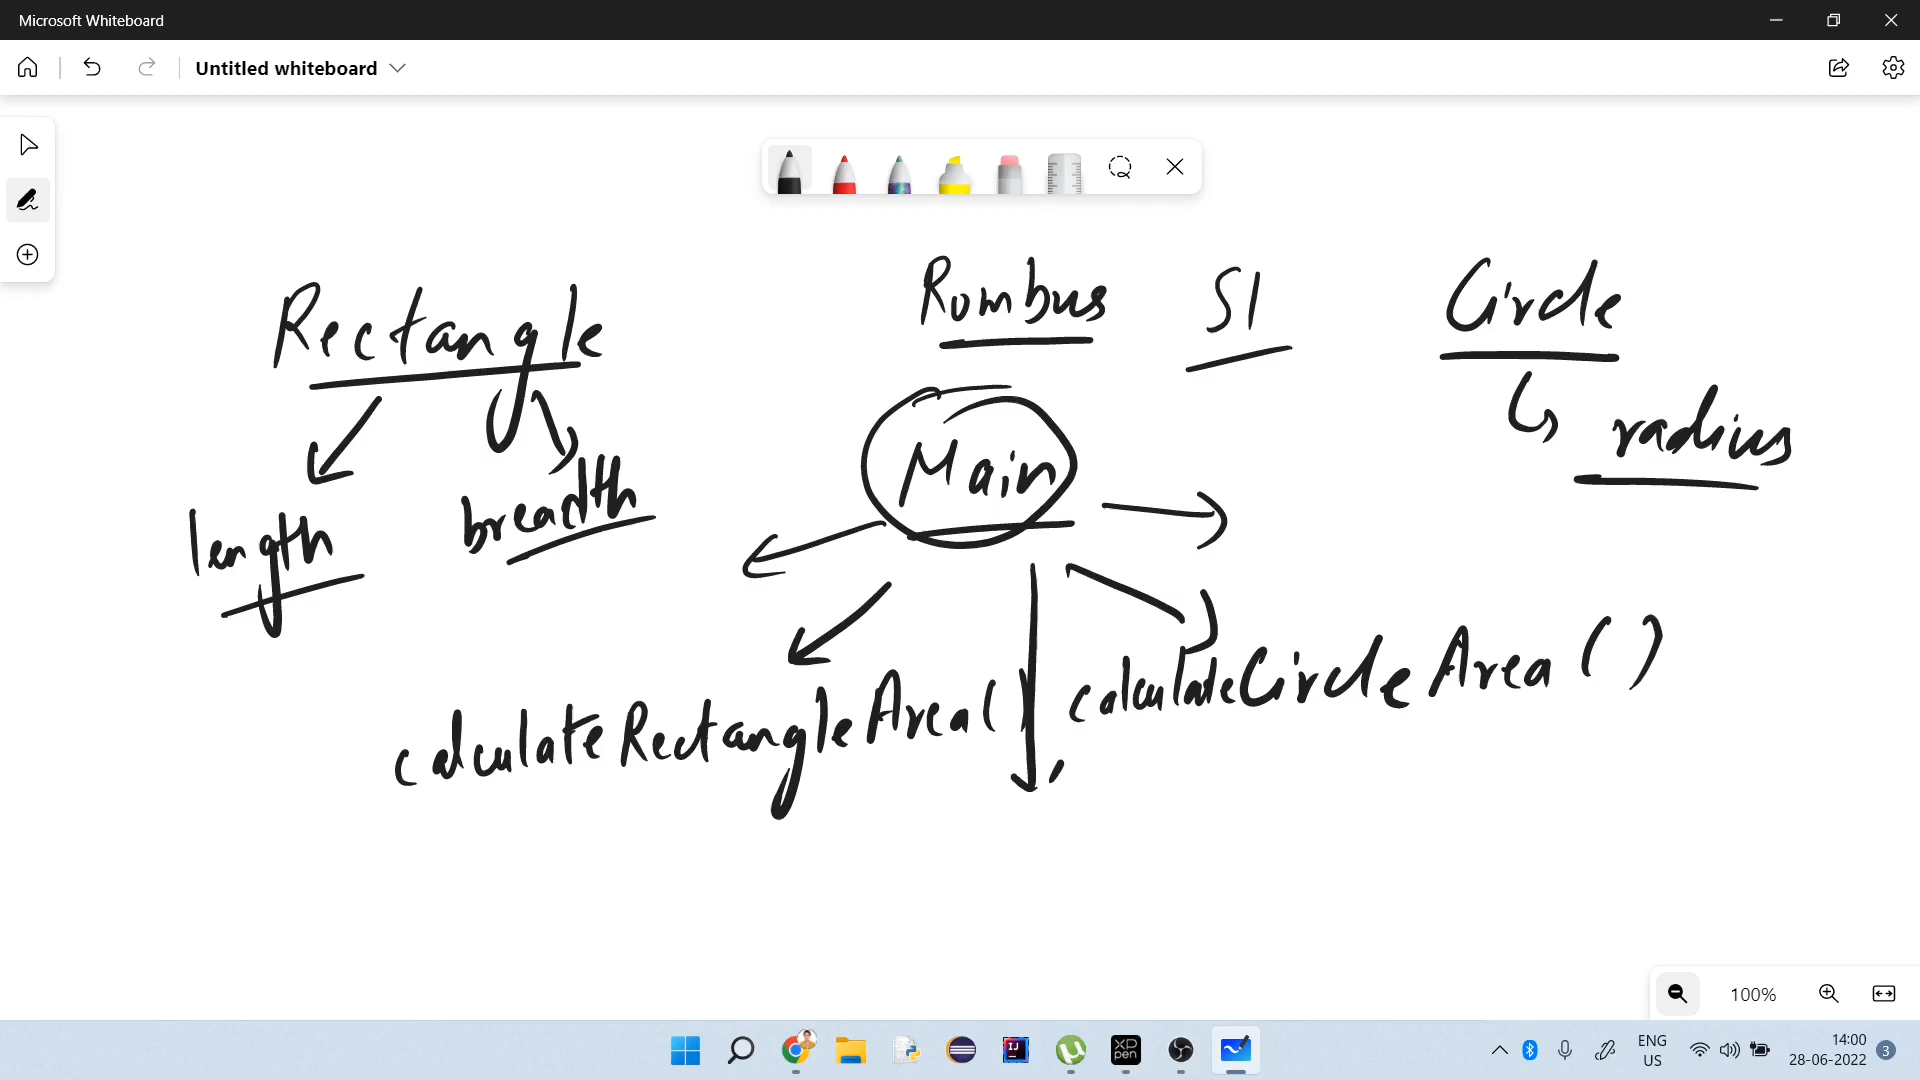 Microsoft Whiteboard
Untitled whiteboard
Rectangle
Rombus
SI
Circle
radius
Main
length
breadth
calculateRectangleArea()
calculateCircleArea()
100%
ENG
US
14:00
28-06-2022
3